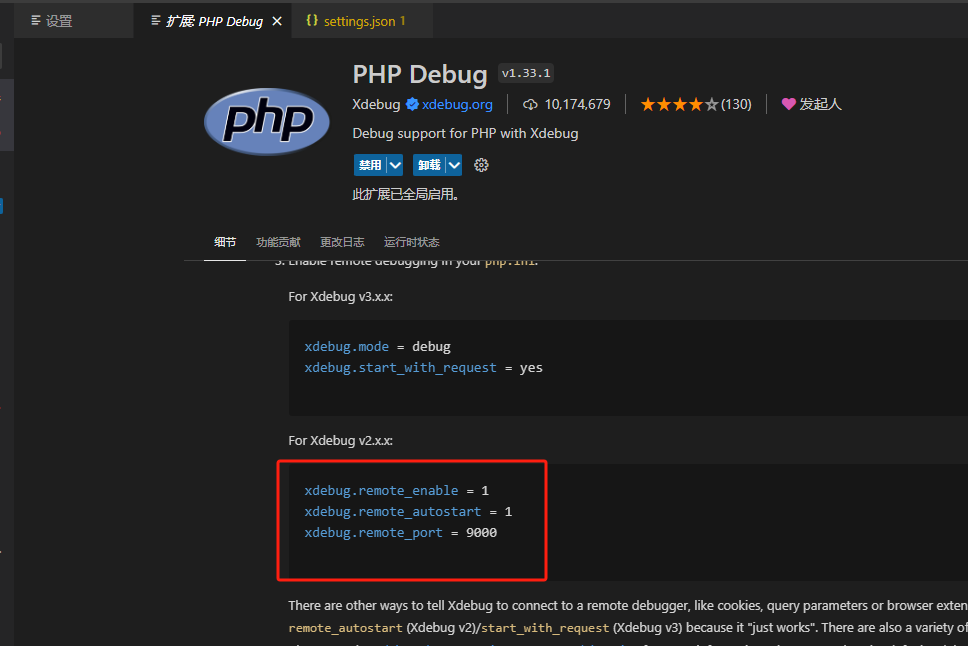 设置
扩展: PHP Debug
settings.json 1
php
PHP Debug v1.33.1
Xdebug xdebug.org 10,174,679 (130) 发起人
Debug support for PHP with Xdebug
禁用 卸载
此扩展已全局启用。
细节 功能贡献 更改日志 运行时状态
3. Enable remote debugging in your php.ini:
For Xdebug v3.x.x:
xdebug.mode = debug
xdebug.start_with_request = yes
For Xdebug v2.x.x:
xdebug.remote_enable = 1
xdebug.remote_autostart = 1
xdebug.remote_port = 9000
There are other ways to tell Xdebug to connect to a remote debugger, like cookies, query parameters or browser exten
remote_autostart (Xdebug v2)/start_with_request (Xdebug v3) because it "just works". There are also a variety of